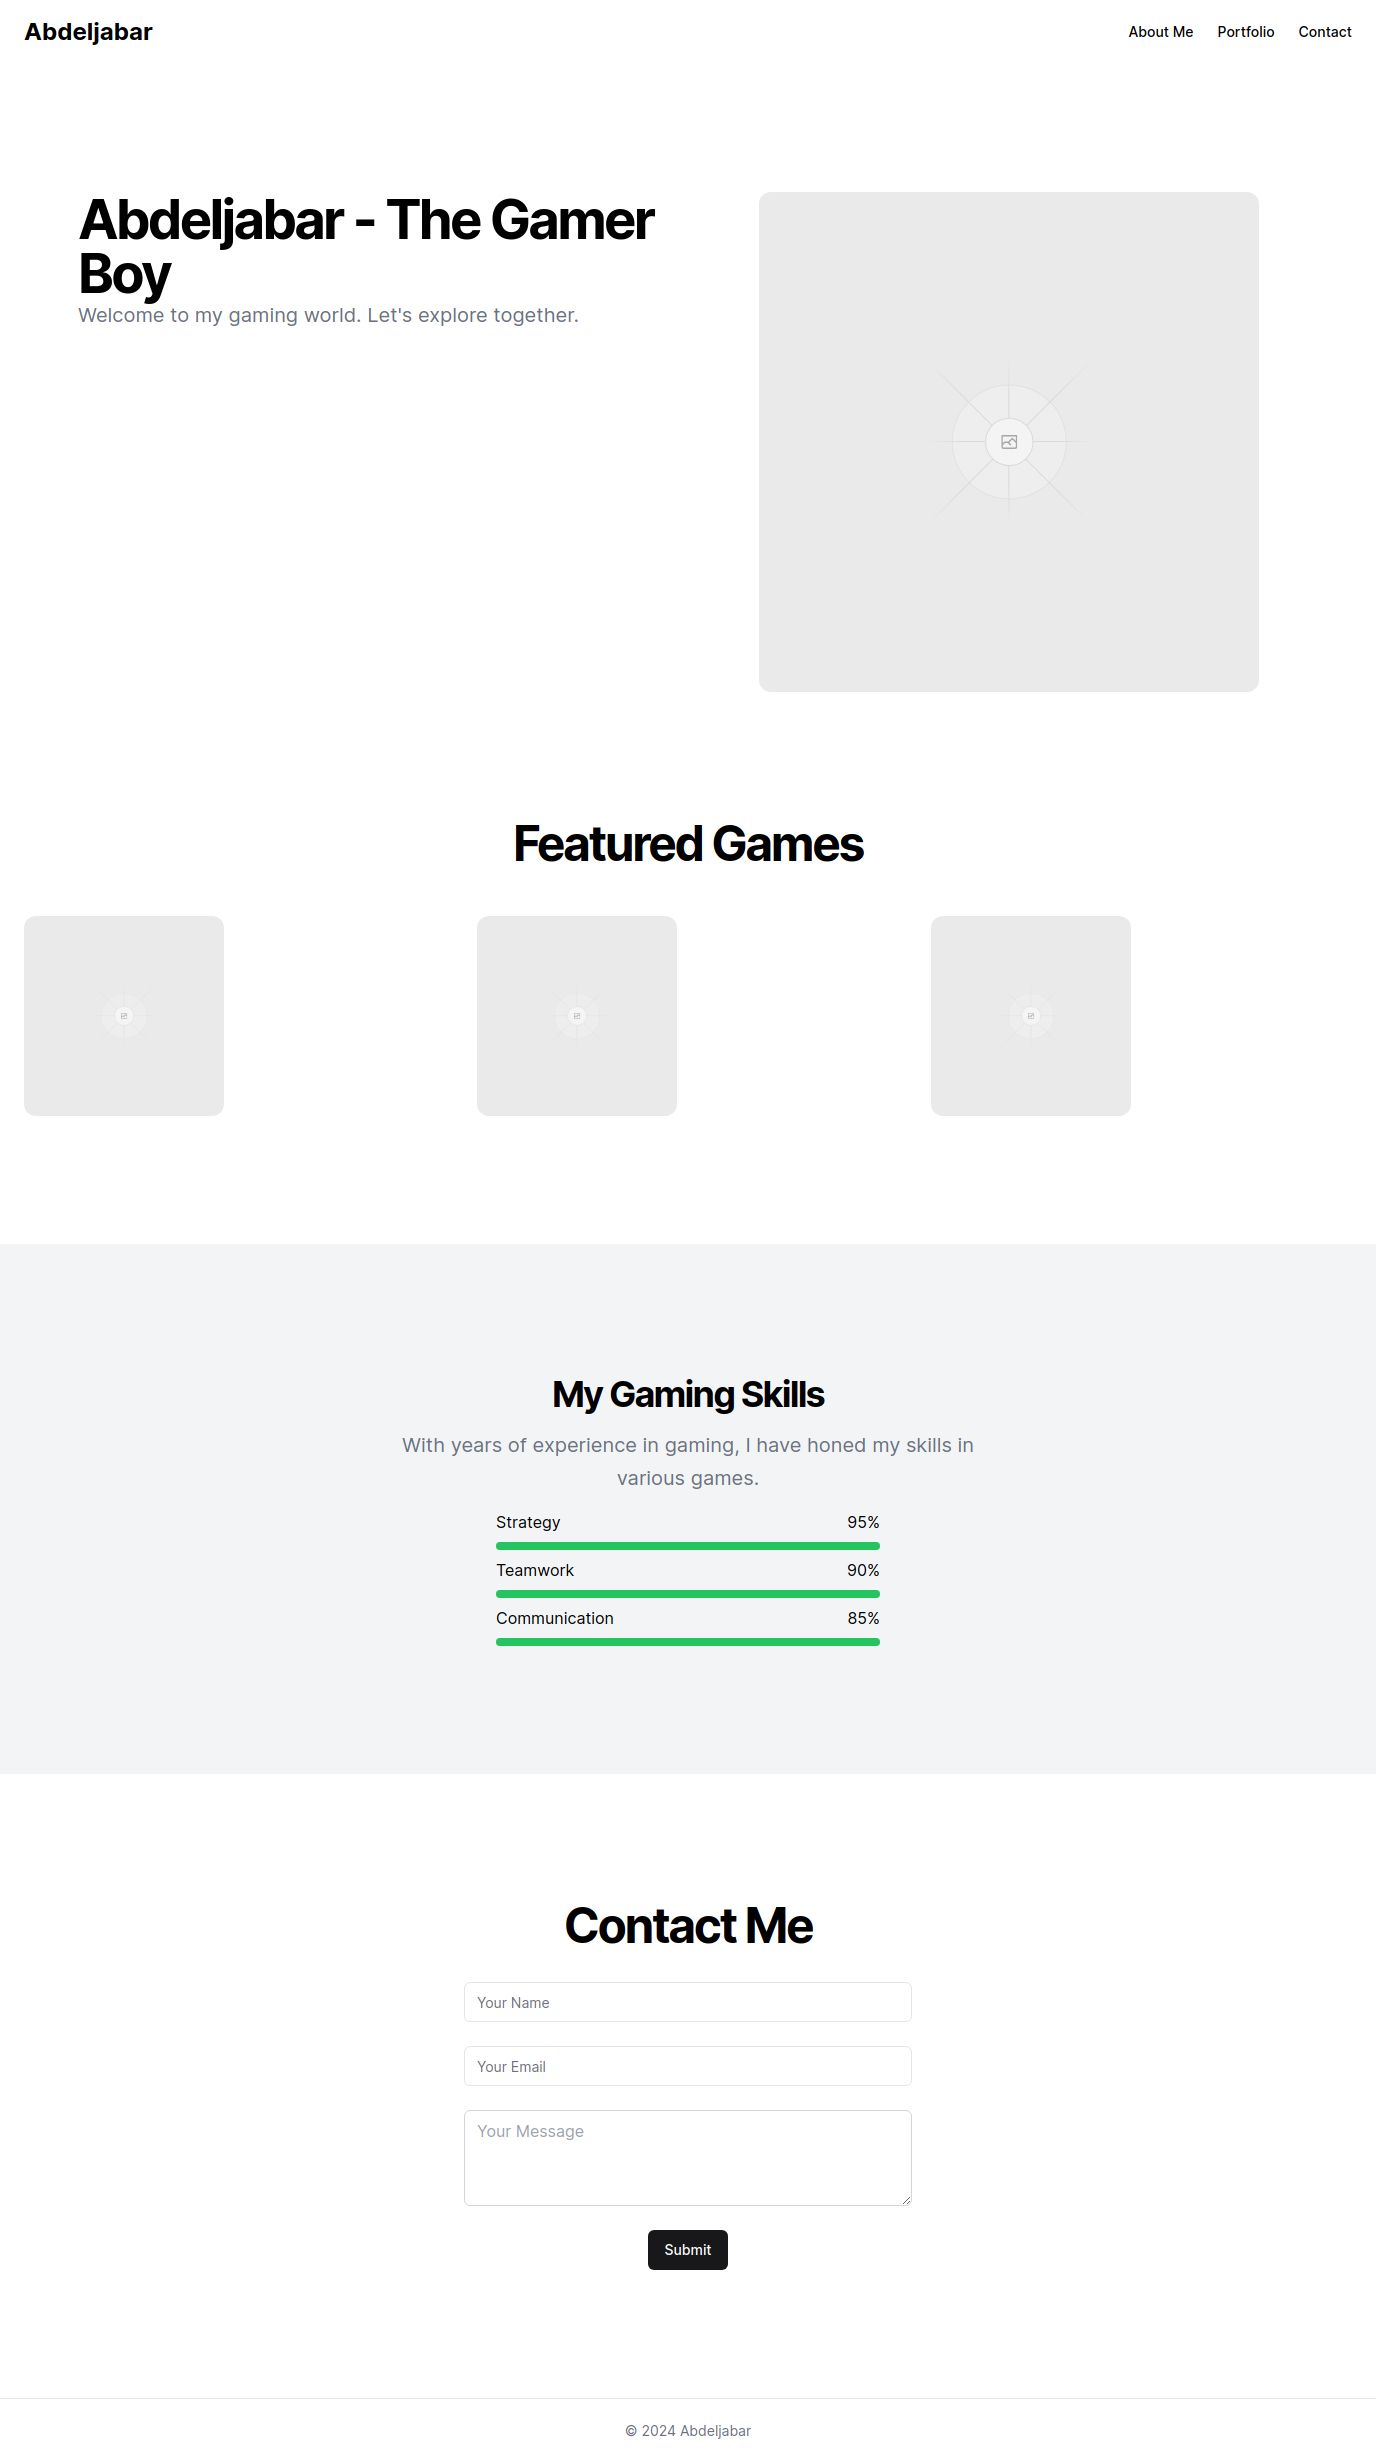 Abdeljabar
About Me Portfolio Contact
Abdeljabar - The Gamer
Boy
Welcome to my gaming world. Let's explore together.
Featured Games
My Gaming Skills
With years of experience in gaming, I have honed my skills in
various games.
Strategy 95%
Teamwork 90%
Communication 85%
Contact Me
Your Name
Your Email
Your Message
Submit
© 2024 Abdeljabar